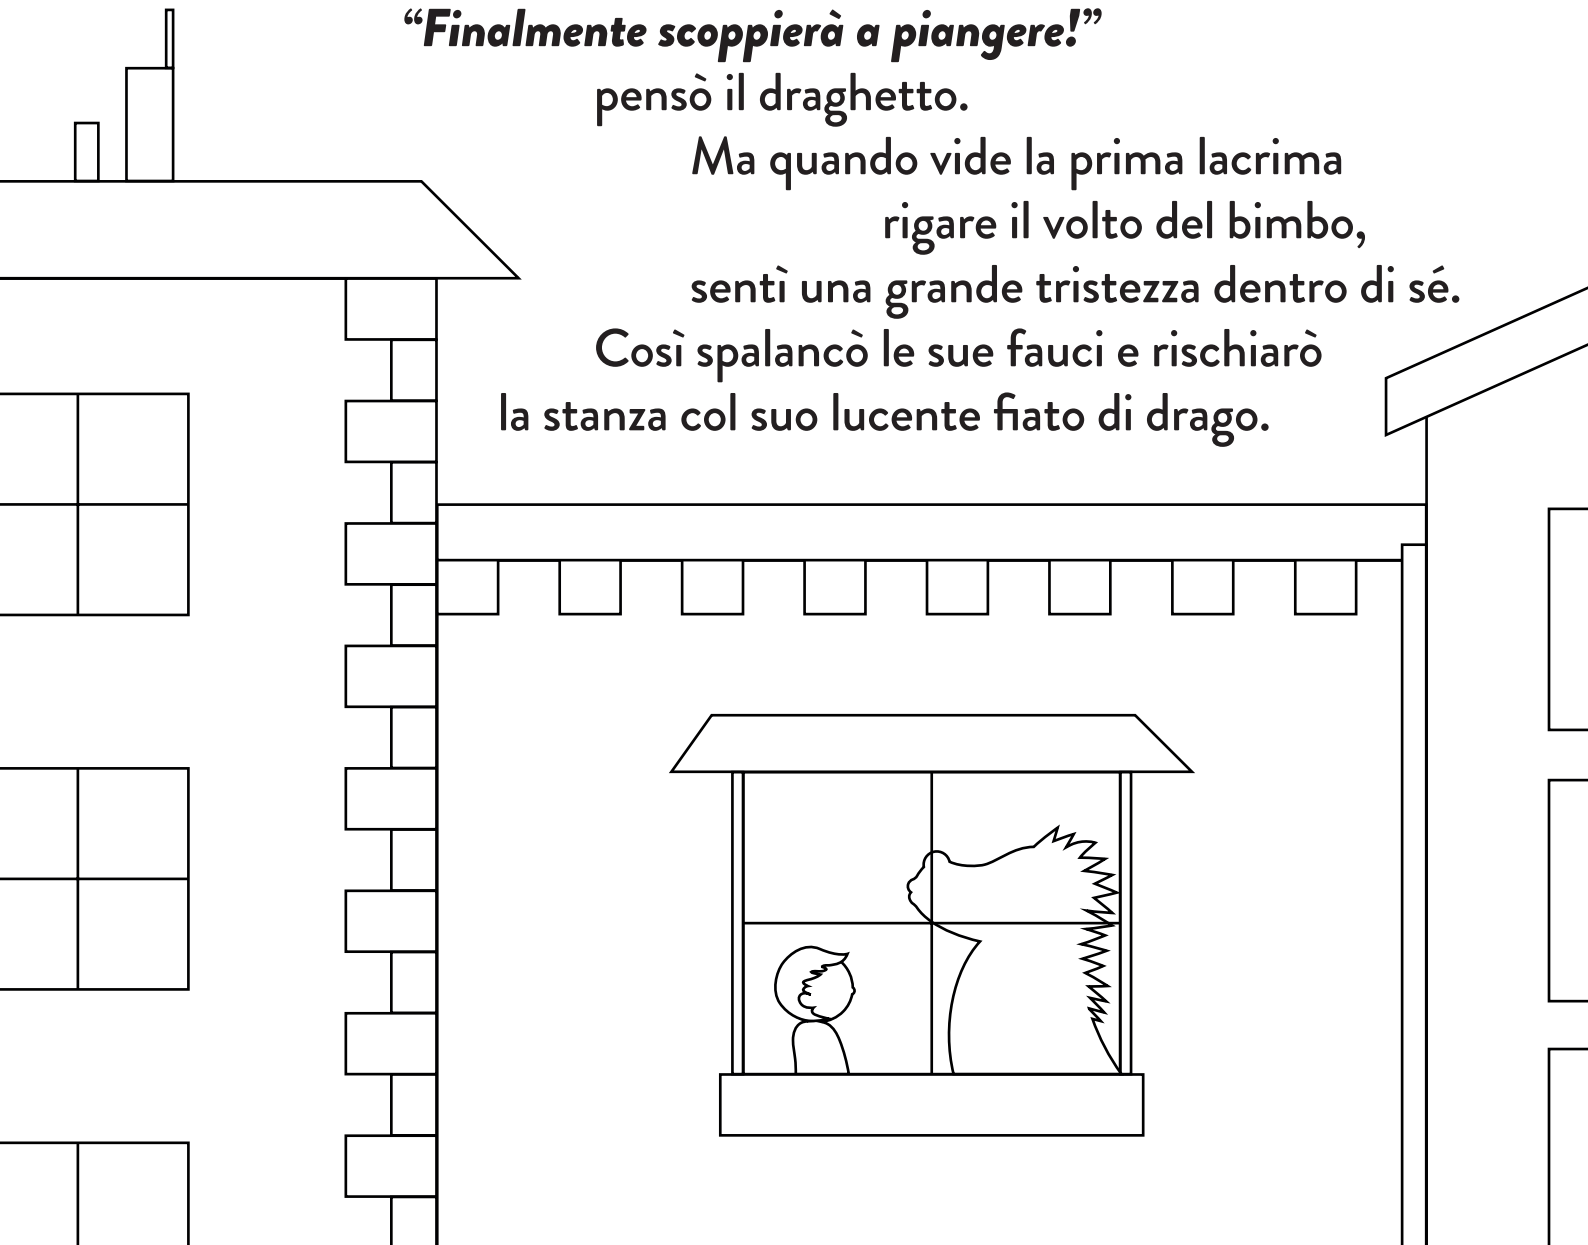 “Finalmente scoppierà a piangere!”
pensò il draghetto.
Ma quando vide la prima lacrima
rigare il volto del bimbo,
sentì una grande tristezza dentro di sé.
Così spalancò le sue fauci e rischiarò
la stanza col suo lucente fiato di drago.